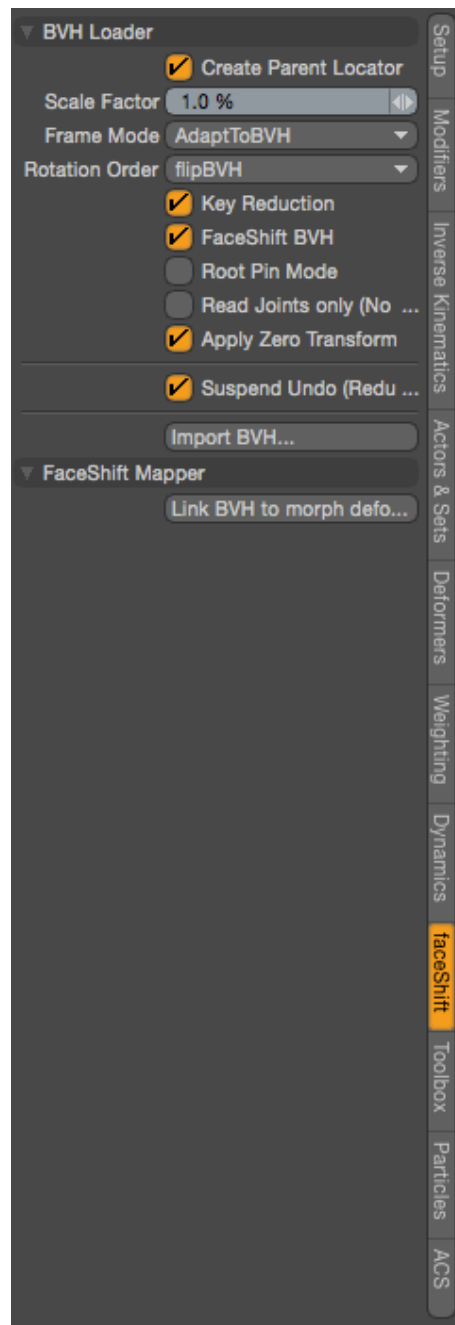 BVH Loader
Create Parent Locator
Scale Factor 1.0 %
Frame Mode AdaptToBVH
Rotation Order flipBVH
Key Reduction
FaceShift BVH
Root Pin Mode
Read Joints only (No ...
Apply Zero Transform
Suspend Undo (Redu ...
Import BVH...
FaceShift Mapper
Link BVH to morph defo...
Setup
Modifiers
Inverse Kinematics
Actors & Sets
Deformers
Weighting
Dynamics
faceShift
Toolbox
Particles
ACS